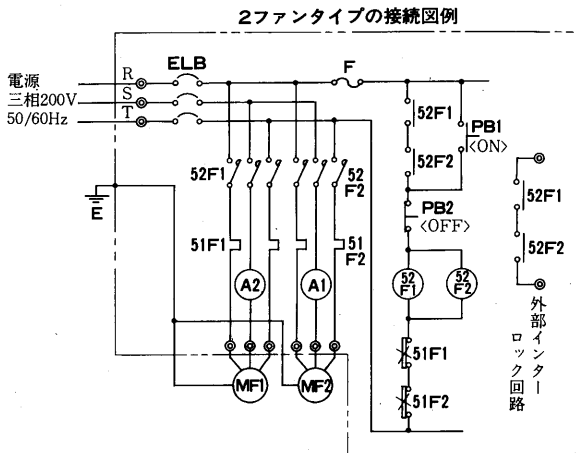 2ファンタイプの接続図例
電源
三相200V
50/60Hz
R
S
T
ELB
F
52F1
52F2
PB1
〈ON〉
PB2
〈OFF〉
52F1
52
F2
51F1
51
F2
A2
A1
52
F1
52
F2
51F1
51F2
MF1
MF2
E
52F1
52F2
外部インター
ロック回路